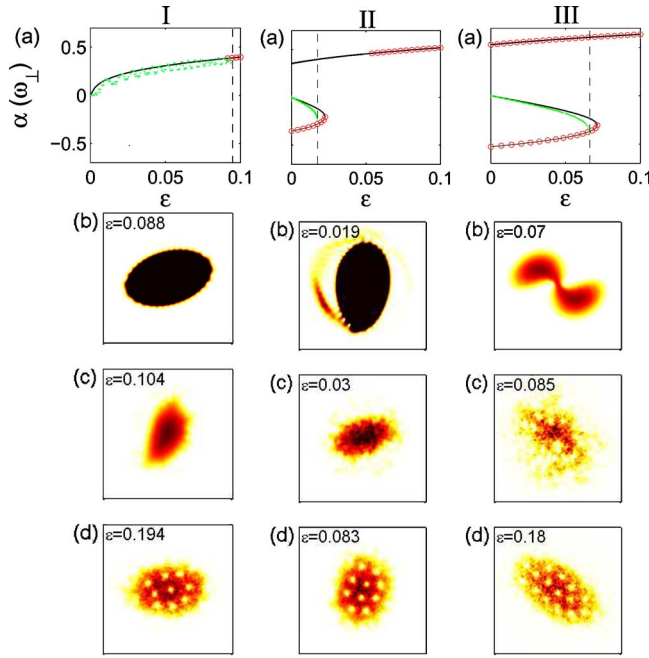 I II III
(a) (a) (a)
α (ω⊥)
0.5
0
−0.5
0 0.05 0.1 0 0.05 0.1 0 0.05 0.1
ε ε ε
(b) ε=0.088 (b) ε=0.019 (b) ε=0.07
(c) ε=0.104 (c) ε=0.03 (c) ε=0.085
(d) ε=0.194 (d) ε=0.083 (d) ε=0.18